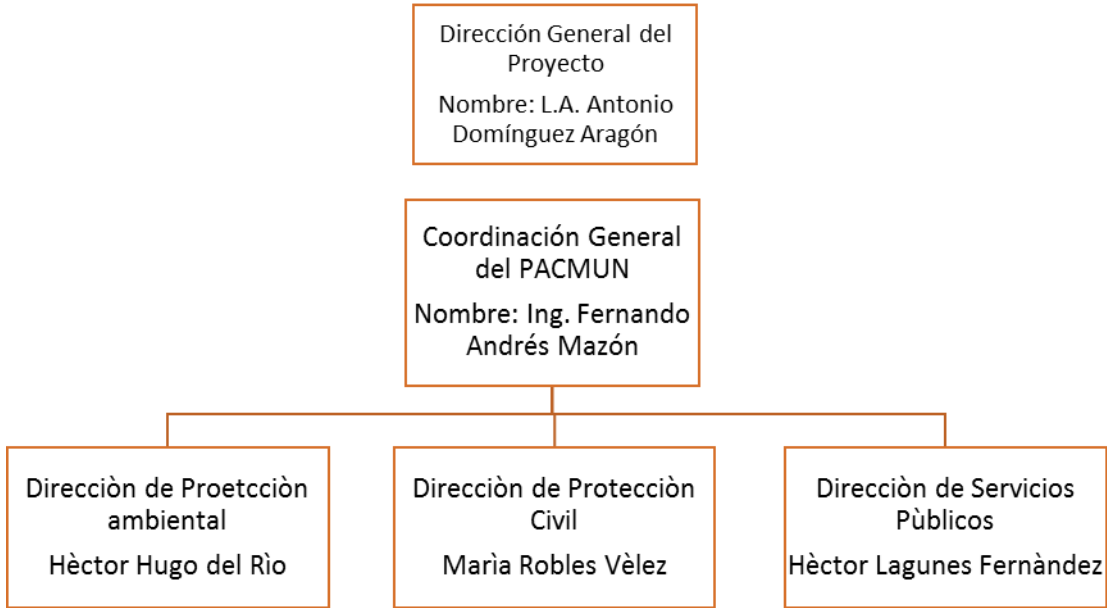 Dirección General del
Proyecto
Nombre: L.A. Antonio
Domínguez Aragón
Coordinación General
del PACMUN
Nombre: Ing. Fernando
Andrés Mazón
Direcciòn de Proetcciòn
ambiental
Hèctor Hugo del Rìo
Direcciòn de Protecciòn
Civil
Marìa Robles Vèlez
Direcciòn de Servicios
Pùblicos
Hèctor Lagunes Fernàndez